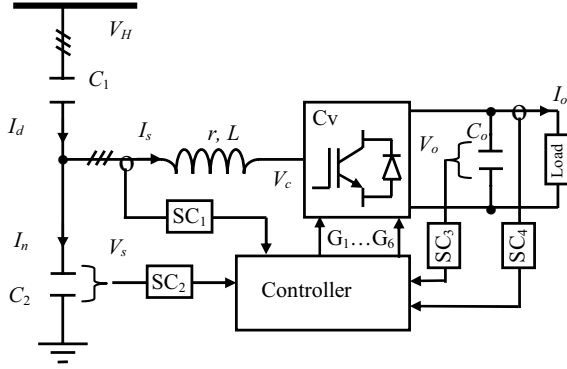 V_H
C_1
I_o
I_d
I_s
r, L
Cv
V_o
C_o
Load
V_c
SC_1
I_n
V_s
G_1…G_6
SC_3
SC_4
C_2
SC_2
Controller